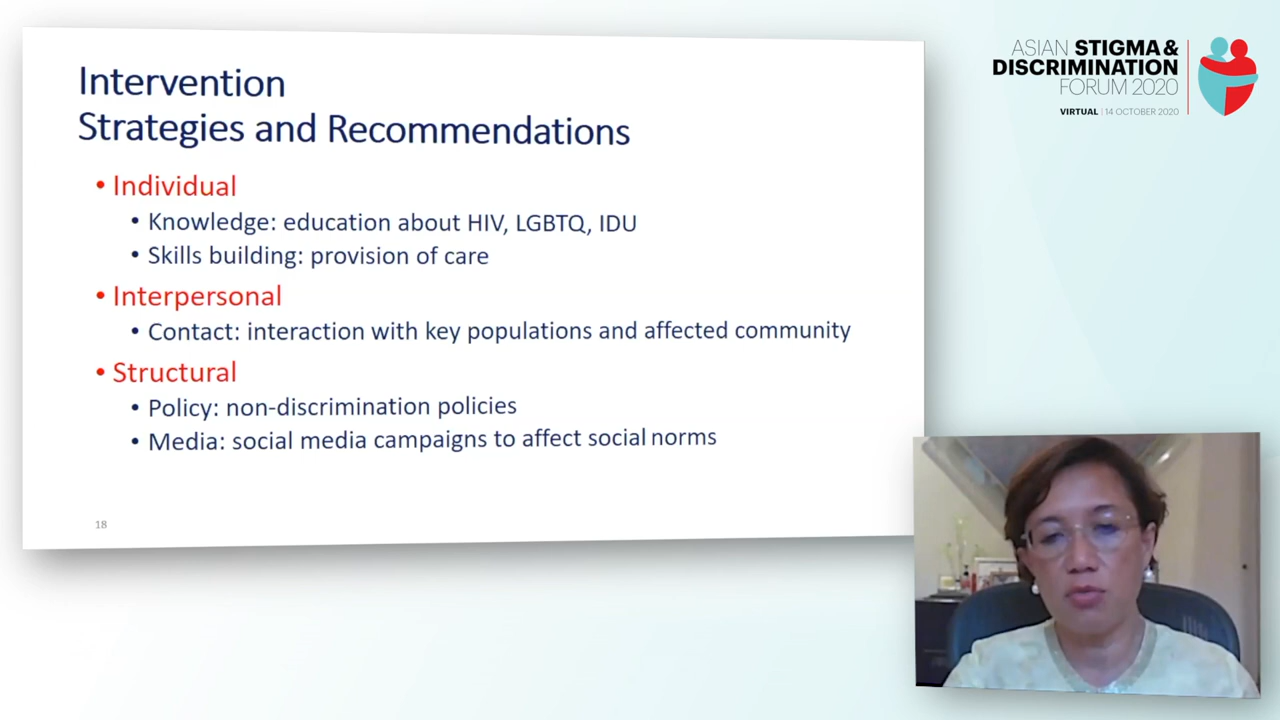 Intervention
Strategies and Recommendations
• Individual
• Knowledge: education about HIV, LGBTQ, IDU
• Skills building: provision of care
• Interpersonal
• Contact: interaction with key populations and affected community
• Structural
• Policy: non-discrimination policies
• Media: social media campaigns to affect social norms
18
ASIAN STIGMA &
DISCRIMINATION
FORUM 2020
VIRTUAL | 14 OCTOBER 2020